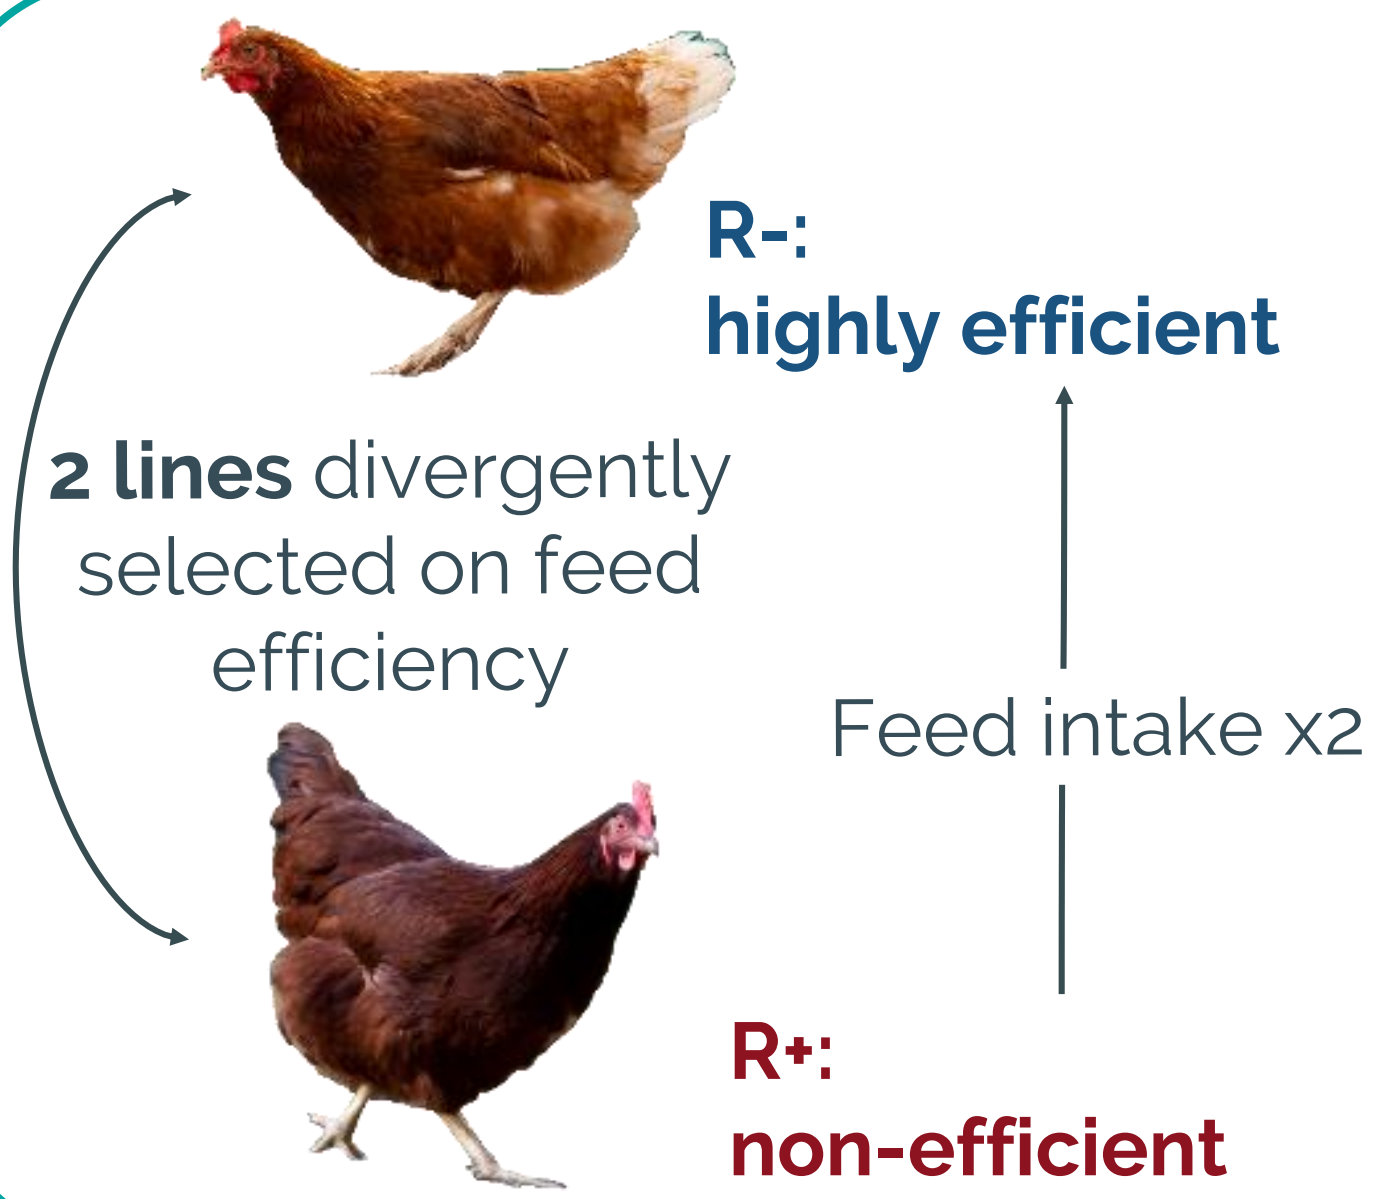 R-:
highly efficient
2 lines divergently
selected on feed
efficiency
Feed intake x2
R+:
non-efficient